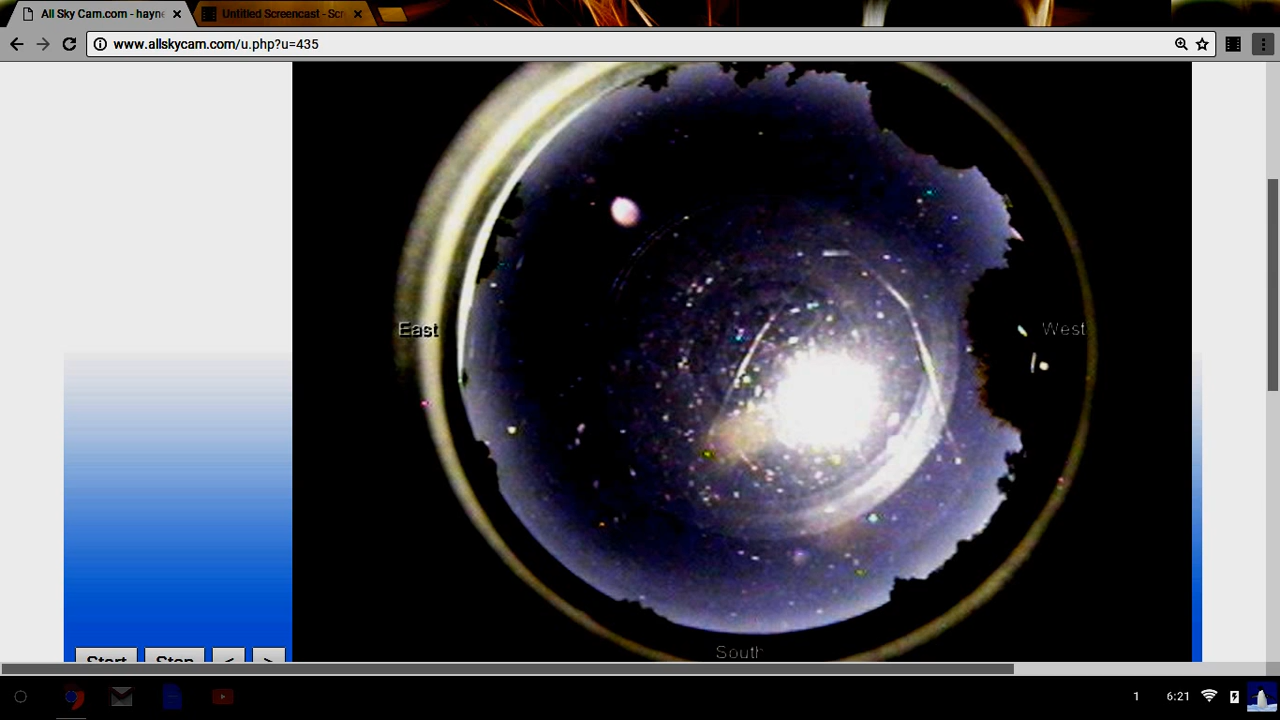 All Sky Cam.com - hayne
Untitled Screencast - Scr
www.allskycam.com/u.php?u=435
East
West
South
Start
Stop
<
>
1
6:21